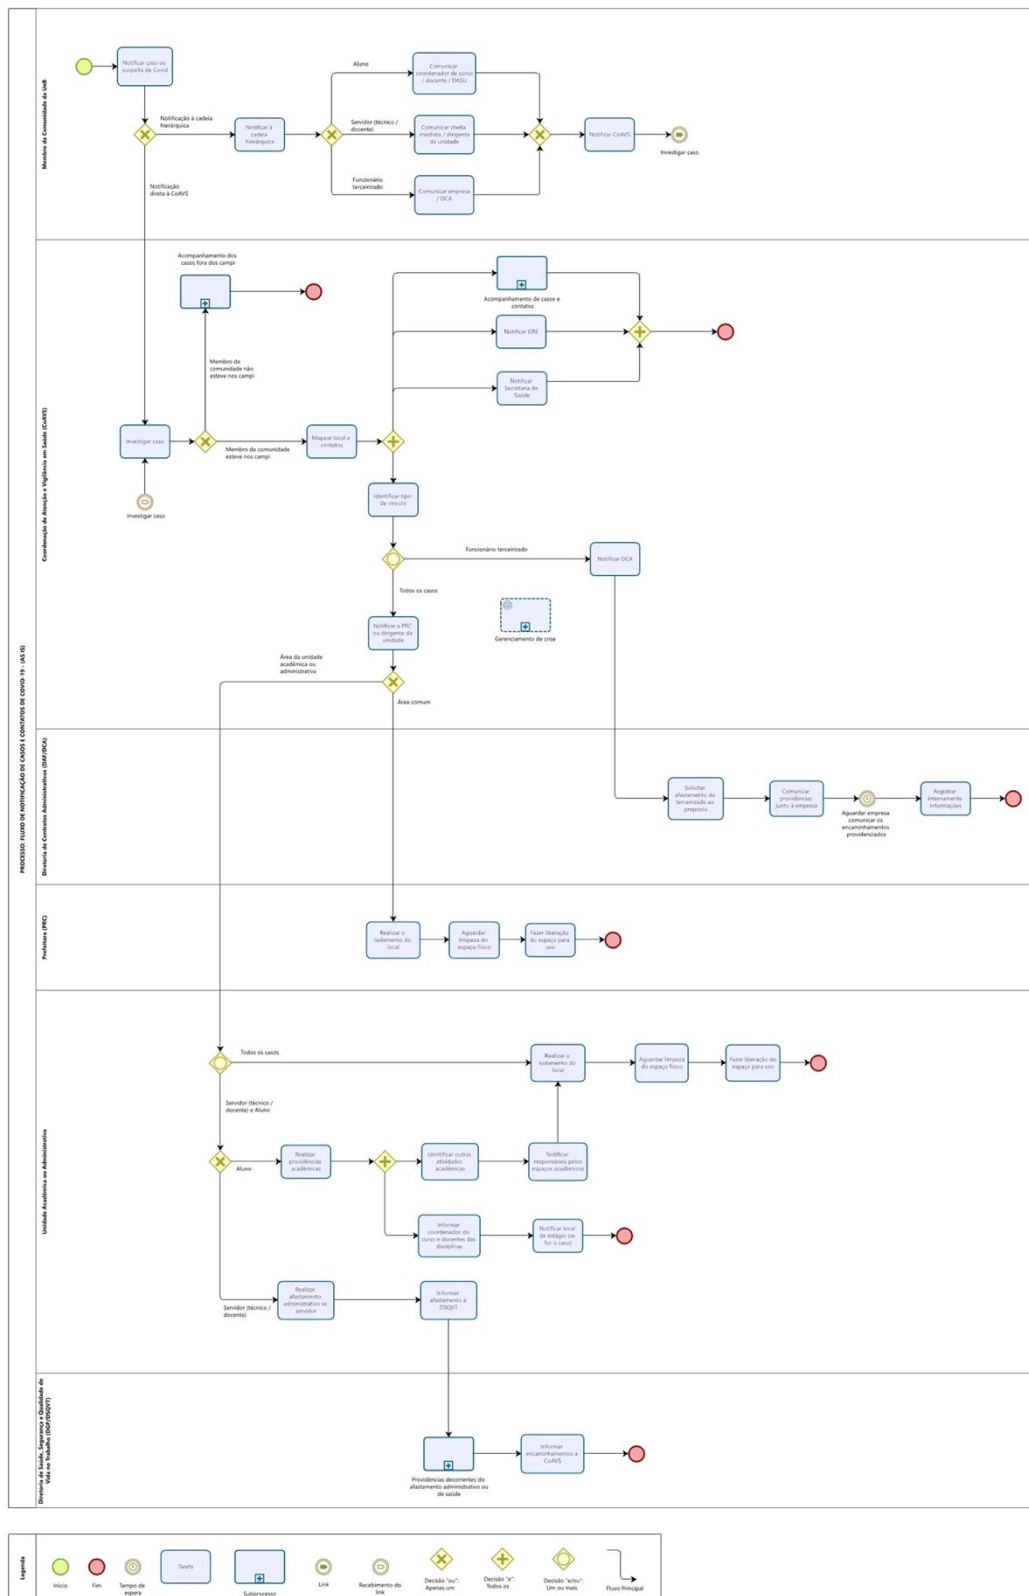 PROCESSO: FLUXO DE NOTIFICAÇÃO DE CASOS E CONTATOS DE COVID-19 - (AS IS)
Membro da Comunidade da UnB
Notificar caso ou
suspeita de Covid
Notificação à cadeia
hierárquica
Notificar à
cadeia
hierárquica
Aluno
Comunicar
coordenador de curso
/ docente / DASU
Servidor (técnico /
docente)
Comunicar chefia
imediata / dirigente
da unidade
Funcionário
terceirizado
Comunicar empresa
/ DCA
Notificar CoAVS
Investigar caso
Notificação
direta à CoAVS
Coordenação de Atenção e Vigilância em Saúde (CoAVS)
Acompanhamento dos
casos fora dos campi
Acompanhamento de casos e
contatos
Notificar GRE
Notificar
Secretaria de
Saúde
Membro da
comunidade não
esteve nos campi
Investigar caso
Membro da comunidade
esteve nos campi
Mapear local e
contatos
Investigar caso
Identificar tipo
de vínculo
Funcionário terceirizado
Notificar DCA
Todos os casos
Notificar a PRC
ou dirigente da
unidade
Gerenciamento de crise
Área da unidade
acadêmica ou
administrativa
Área comum
Diretoria de Contratos Administrativos (DAF/DCA)
Solicitar
afastamento do
terceirizado ao
preposto
Comunicar
providências
junto à empresa
Aguardar empresa
comunicar os
encaminhamentos
providenciados
Registrar
internamente
informações
Prefeitura (PRC)
Realizar o
isolamento do
local
Aguardar
limpeza do
espaço físico
Fazer liberação
do espaço para
uso
Unidade Acadêmica ou Administrativa
Todos os casos
Realizar o
isolamento do
local
Aguardar limpeza
do espaço físico
Fazer liberação do
espaço para uso
Servidor (técnico /
docente) e Aluno
Aluno
Realizar
providências
acadêmicas
Identificar outras
atividades
acadêmicas
Notificar
responsáveis pelos
espaços acadêmicos
Informar
coordenador do
curso e docentes das
disciplinas
Notificar local
de estágio (se
for o caso)
Servidor (técnico /
docente)
Realizar
afastamento
administrativo se
servidor
Informar
afastamento à
DSQVT
Diretoria de Saúde, Segurança e Qualidade de
Vida no Trabalho (DGP/DSQVT)
Providências decorrentes do
afastamento administrativo ou
de saúde
Informar
encaminhamentos à
CoAVS
Legenda
Início
Fim
Tempo de
espera
Tarefa
Subprocesso
Link
Recebimento do
link
Decisão "ou":
Apenas um
Decisão "e":
Todos os
Decisão "e/ou":
Um ou mais
Fluxo Principal